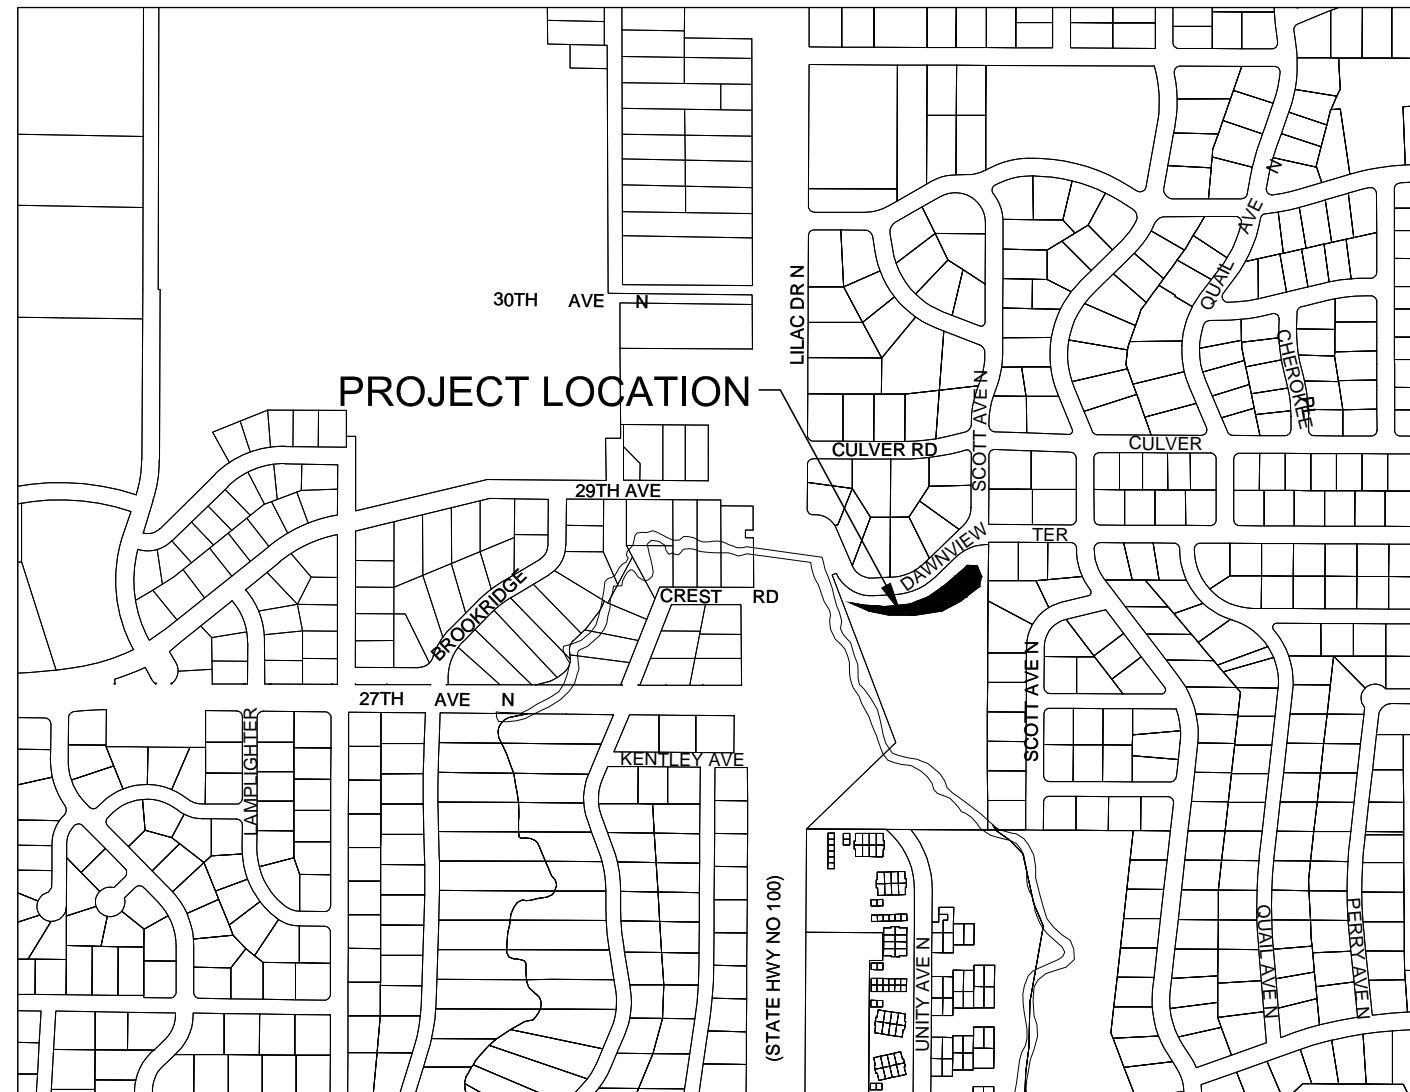 QUAIL AVE N
30TH AVE N
LILAC DR N
CHEROKEE PL
PROJECT LOCATION
SCOTT AVE N
CULVER RD
CULVER
29TH AVE
DAWNVIEW TER
BROOKRIDGE
CREST RD
27TH AVE N
SCOTT AVE N
LAMPLIGHTER
KENTLEY AVE
(STATE HWY NO 100)
UNITY AVE N
QUAIL AVE N
PERRY AVE N